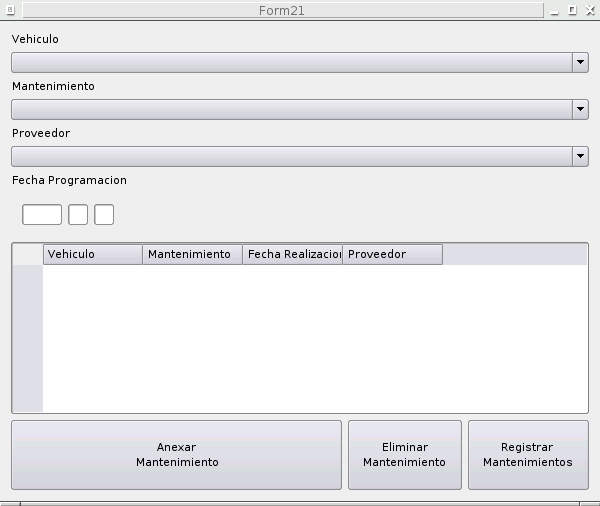 Form21
Vehiculo
Mantenimiento
Proveedor
Fecha Programacion
Vehiculo Mantenimiento Fecha Realizacion Proveedor
Anexar
Mantenimiento
Eliminar
Mantenimiento
Registrar
Mantenimientos